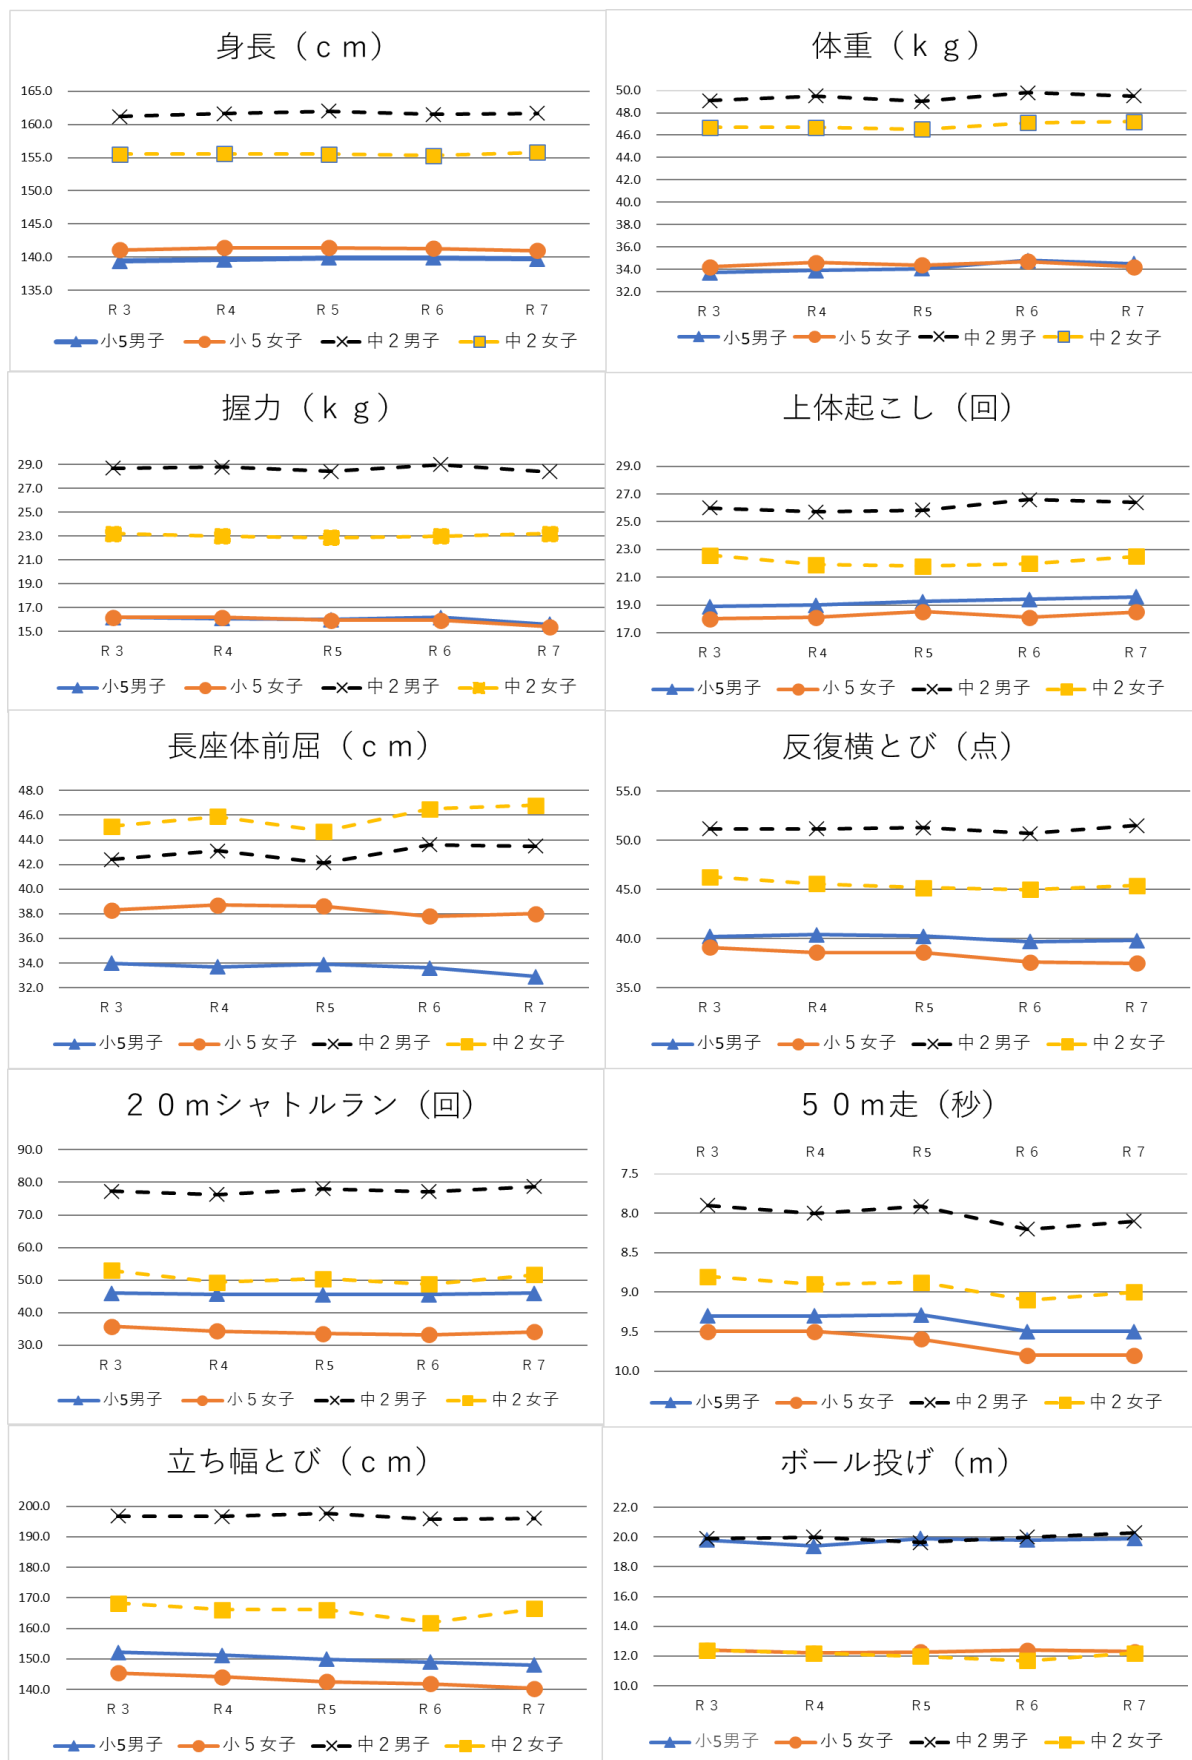 身長（ｃｍ）
165.0
160.0
155.0
150.0
145.0
140.0
135.0
Ｒ３ Ｒ4 Ｒ5 Ｒ６ Ｒ７
小5男子 小５女子 中２男子 中２女子
体重（ｋｇ）
50.0
48.0
46.0
44.0
42.0
40.0
38.0
36.0
34.0
32.0
Ｒ３ Ｒ4 Ｒ5 Ｒ６ Ｒ７
小5男子 小５女子 中２男子 中２女子
握力（ｋｇ）
29.0
27.0
25.0
23.0
21.0
19.0
17.0
15.0
Ｒ３ Ｒ4 Ｒ5 Ｒ６ Ｒ７
小5男子 小５女子 中２男子 中２女子
上体起こし（回）
29.0
27.0
25.0
23.0
21.0
19.0
17.0
Ｒ３ Ｒ4 Ｒ5 Ｒ６ Ｒ７
小5男子 小５女子 中２男子 中２女子
長座体前屈（ｃｍ）
48.0
46.0
44.0
42.0
40.0
38.0
36.0
34.0
32.0
Ｒ３ Ｒ4 Ｒ5 Ｒ６ Ｒ７
小5男子 小５女子 中２男子 中２女子
反復横とび（点）
55.0
50.0
45.0
40.0
35.0
Ｒ３ Ｒ4 Ｒ5 Ｒ６ Ｒ７
小5男子 小５女子 中２男子 中２女子
２０ｍシャトルラン（回）
90.0
80.0
70.0
60.0
50.0
40.0
30.0
Ｒ３ Ｒ4 Ｒ5 Ｒ６ Ｒ７
小5男子 小５女子 中２男子 中２女子
５０ｍ走（秒）
Ｒ３ Ｒ4 Ｒ5 Ｒ６ Ｒ７
7.5
8.0
8.5
9.0
9.5
10.0
小5男子 小５女子 中２男子 中２女子
立ち幅とび（ｃｍ）
200.0
190.0
180.0
170.0
160.0
150.0
140.0
Ｒ３ Ｒ4 Ｒ5 Ｒ６ Ｒ７
小5男子 小５女子 中２男子 中２女子
ボール投げ（ｍ）
22.0
20.0
18.0
16.0
14.0
12.0
10.0
Ｒ３ Ｒ4 Ｒ5 Ｒ６ Ｒ７
小5男子 小５女子 中２男子 中２女子